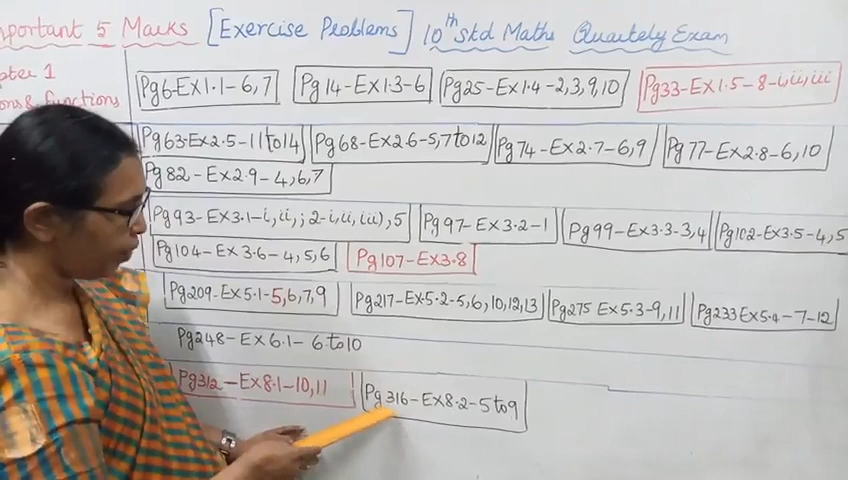 portant 5 Marks [Exercise Problems] 10th Std Maths Quaitely Exam
pter 1
ons & functions
Pg6-EX1.1-6,7 Pg14-EX1.3-6 Pg25-EX1.4-2,3,9,10 Pg33-EX1.5-8-i,ii,iii
Pg63-EX2.5-11to14 Pg68-EX2.6-5,7to12 Pg74-EX2.7-6,9 Pg77-EX2.8-6,10
Pg82-EX2.9-4,6,7
Pg93-EX3.1-i,ii,j2-i,ii,iii),5 Pg97-EX3.2-1 Pg99-EX3.3-3,4 Pg102-EX3.5-4,5
Pg104-EX3.6-4,5,6 Pg107-EX3.8
Pg209-EX5.1-5,6,7,9 Pg217-EX5.2-5,6,10,12,13 Pg275 EX5.3-9,11 Pg233EX5.4-7-12
Pg248-EX6.1-6to10
Pg312-EX8.1-10,11 Pg316-EX8.2-5to9